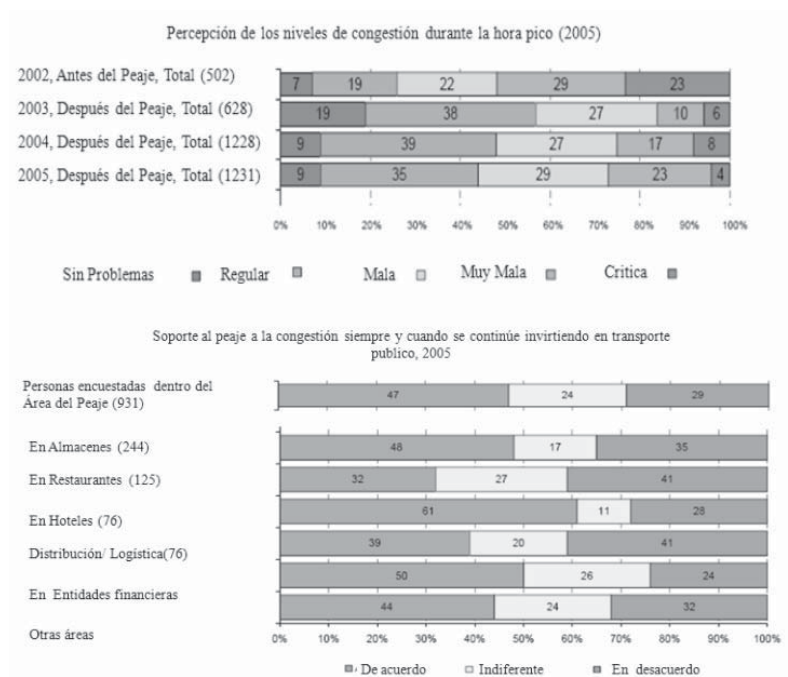 Percepción de los niveles de congestión durante la hora pico (2005)
2002, Antes del Peaje, Total (502)
7 19 22 29 23
2003, Después del Peaje, Total (628)
19 38 27 10 6
2004, Después del Peaje, Total (1228)
9 39 27 17 8
2005, Después del Peaje, Total (1231)
9 35 29 23 4
0% 10% 20% 30% 40% 50% 60% 70% 80% 90% 100%
Sin Problemas Regular Mala Muy Mala Critica
Soporte al peaje a la congestión siempre y cuando se continúe invirtiendo en transporte
publico, 2005
Personas encuestadas dentro del
Área del Peaje (931)
47 24 29
En Almacenes (244)
48 17 35
En Restaurantes (125)
32 27 41
En Hoteles (76)
61 11 28
Distribución/ Logística(76)
39 20 41
En Entidades financieras
50 26 24
Otras áreas
44 24 32
0% 10% 20% 30% 40% 50% 60% 70% 80% 90% 100%
De acuerdo Indiferente En desacuerdo